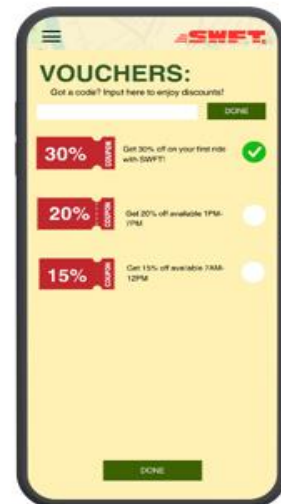 SWFT
VOUCHERS:
Got a code? Input here to enjoy discounts!
DONE
30%
COUPON
Get 30% off on your first ride
with SWFT!
20%
COUPON
Get 20% off available 1PM-
7PM
15%
COUPON
Get 15% off available 7AM-
12PM
DONE